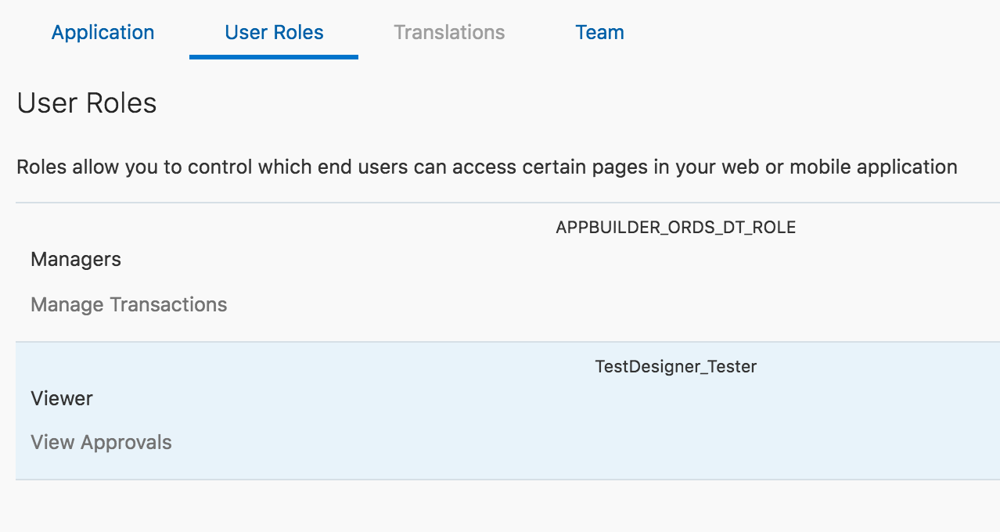 Application User Roles Translations Team
User Roles
Roles allow you to control which end users can access certain pages in your web or mobile application
APPBUILDER_ORDS_DT_ROLE
Managers
Manage Transactions
TestDesigner_Tester
Viewer
View Approvals